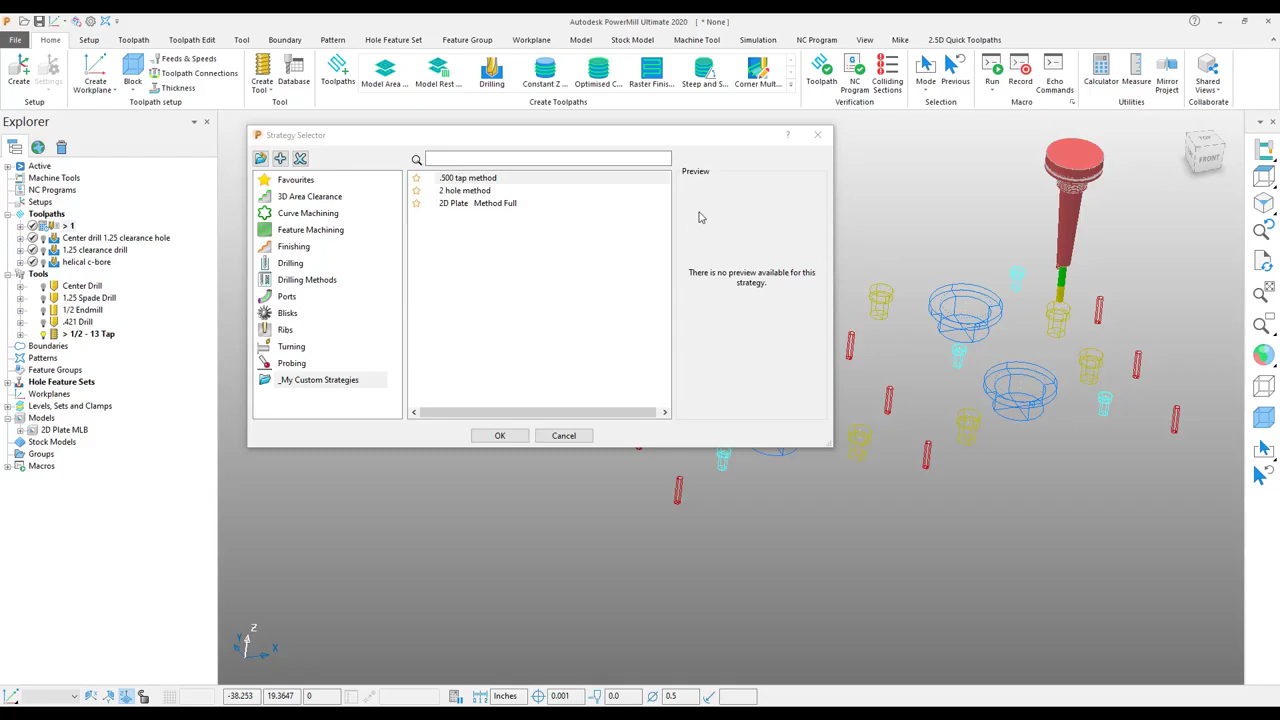 Autodesk PowerMill Ultimate 2020 [ * None ]
File Home Setup Toolpath Toolpath Edit Tool Boundary Pattern Hole Feature Set Feature Group Workplane Model Stock Model Machine Tool Simulation NC Program View Mike 2.5D Quick Toolpaths
Create Settings Create Workplane Block Feeds & Speeds Toolpath Connections Thickness Create Tool Database Toolpaths Model Area ... Model Rest ... Drilling Constant Z ... Optimised C... Raster Finis... Steep and S... Corner Mult... Toolpath NC Program Colliding Sections Mode Previous Run Record Echo Commands Calculator Measure Mirror Project Shared Views
Setup Toolpath setup Tool Create Toolpaths Verification Selection Macro Utilities Collaborate
Explorer
Active
Machine Tools
NC Programs
Setups
Toolpaths
> 1
Center drill 1.25 clearance hole
1.25 clearance drill
helical c-bore
Tools
Center Drill
1.25 Spade Drill
1/2 Endmill
.421 Drill
> 1/2 - 13 Tap
Boundaries
Patterns
Feature Groups
Hole Feature Sets
Workplanes
Levels, Sets and Clamps
Models
2D Plate MLB
Stock Models
Groups
Macros
Strategy Selector
?
Favourites
3D Area Clearance
Curve Machining
Feature Machining
Finishing
Drilling
Drilling Methods
Ports
Blisks
Ribs
Turning
Probing
_My Custom Strategies
.500 tap method
2 hole method
2D Plate Method Full
Preview
There is no preview available for this
strategy.
OK Cancel
FRONT
Z
Y
X
-38.253 19.3647 0 Inches 0.001 0.0 0.5